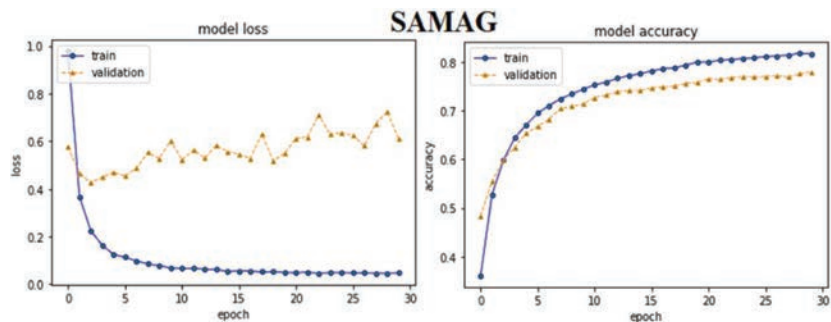 SAMAG
model loss
1.0
0.8
0.6
0.4
0.2
0.0
loss
train
validation
0
5
10
15
20
25
30
epoch
model accuracy
0.8
0.7
0.6
0.5
0.4
accuracy
train
validation
0
5
10
15
20
25
30
epoch